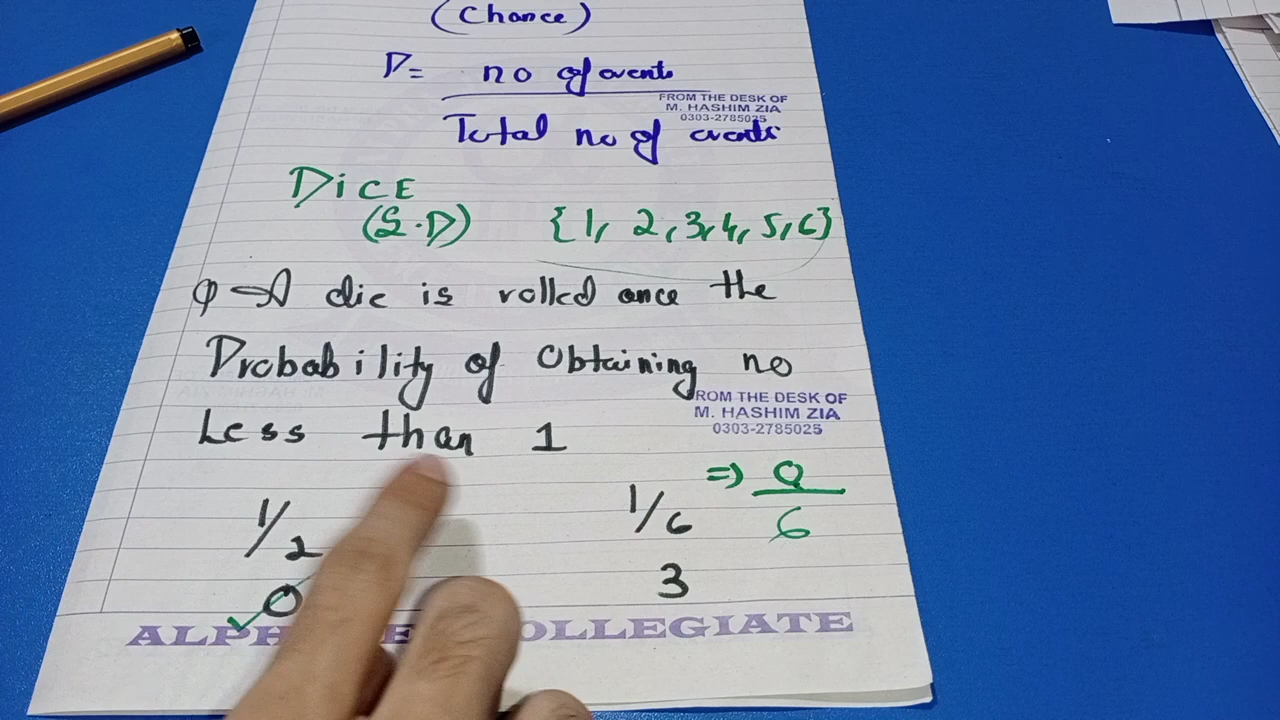 (Chance)
P= no of events
FROM THE DESK OF
M. HASHIM ZIA
0303-2785025
Total no of events
DiCE
(S.D) {1, 2,3,4,5,6}
Q A die is rolled once the
Probability of Obtaining no
FROM THE DESK OF
M. HASHIM ZIA
0303-2785025
Less than 1
=> 0
6
1/2 1/6
0 3
COLLEGIATE